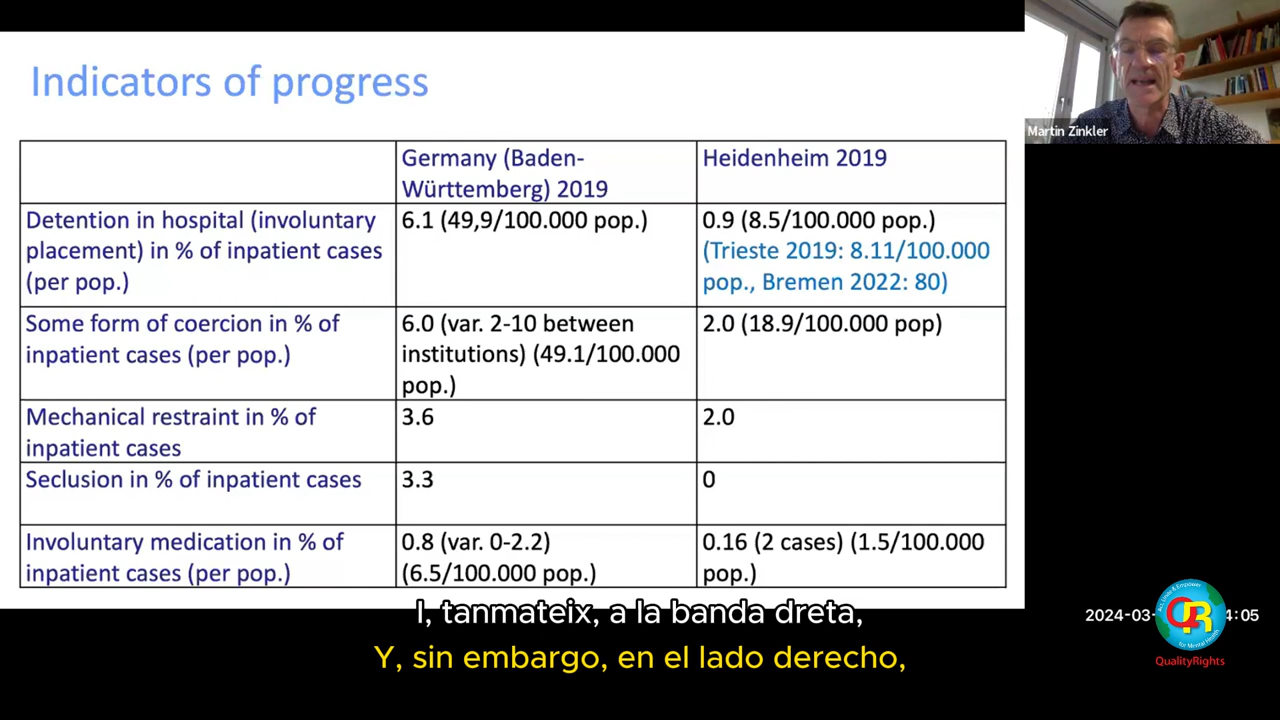 Indicators of progress
Martin Zinkler
Germany (Baden-
Württemberg) 2019
Heidenheim 2019
Detention in hospital (involuntary
placement) in % of inpatient cases
(per pop.)
6.1 (49,9/100.000 pop.)
0.9 (8.5/100.000 pop.)
(Trieste 2019: 8.11/100.000
pop., Bremen 2022: 80)
Some form of coercion in % of
inpatient cases (per pop.)
6.0 (var. 2-10 between
institutions) (49.1/100.000
pop.)
2.0 (18.9/100.000 pop)
Mechanical restraint in % of
inpatient cases
3.6
2.0
Seclusion in % of inpatient cases
3.3
0
Involuntary medication in % of
inpatient cases (per pop.)
0.8 (var. 0-2.2)
(6.5/100.000 pop.)
0.16 (2 cases) (1.5/100.000
pop.)
I, tanmateix, a la banda dreta,
Y, sin embargo, en el lado derecho,
2024-03- 4:05
QR
for Mental Health
QualityRights